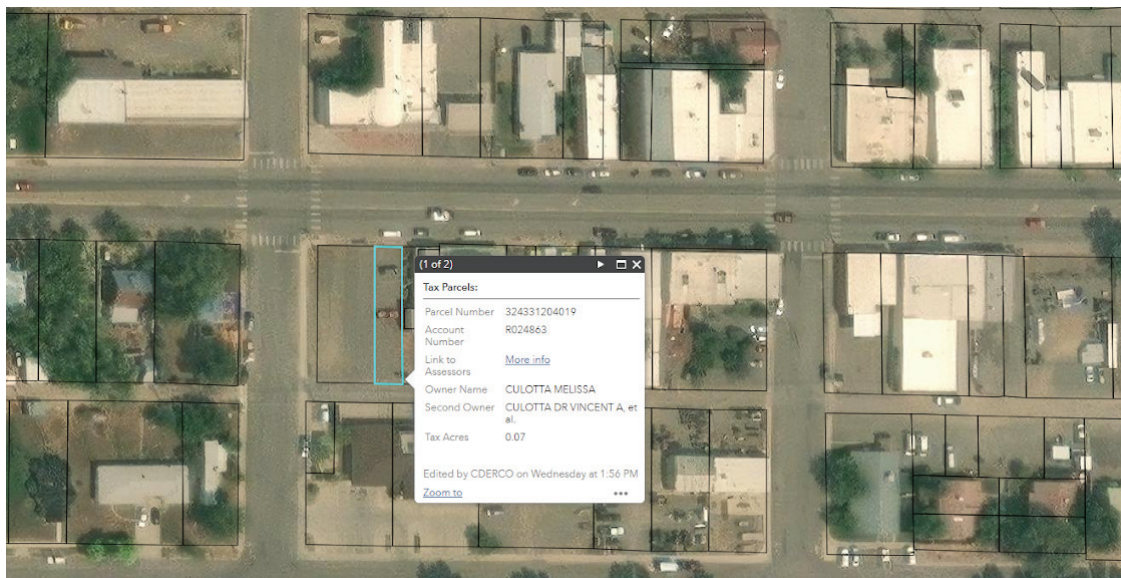 (1 of 2)
Tax Parcels:
Parcel Number 324331204019
Account Number R024863
Link to Assessors More info
Owner Name CULOTTA MELISSA
Second Owner CULOTTA DR VINCENT A, et al.
Tax Acres 0.07
Edited by CDERCO on Wednesday at 1:56 PM
Zoom to